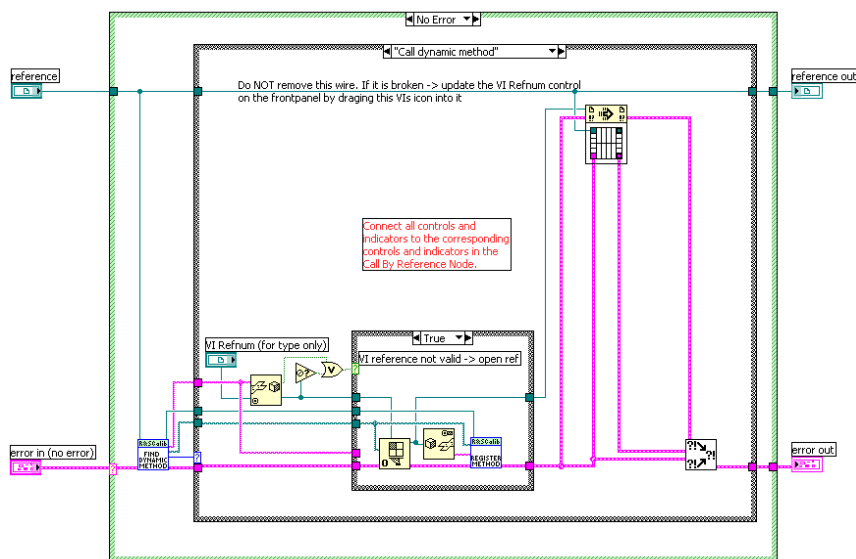 No Error
"Call dynamic method"
reference
reference out
Do NOT remove this wire. If it is broken -> update the VI Refnum control
on the frontpanel by draging this VIs icon into it
Connect all controls and
indicators to the corresponding
controls and indicators in the
Call By Reference Node.
True
VI Refnum (for type only)
VI reference not valid -> open ref
error in (no error)
R&SCalib
FIND
DYNAMIC
METHOD
R&SCalib
REGISTER
METHOD
error out